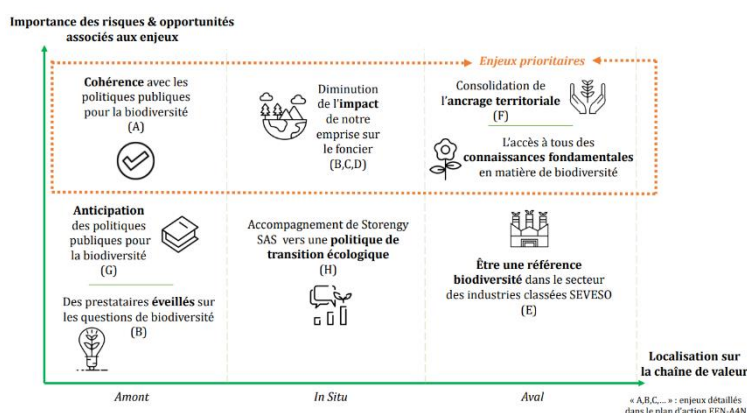 Importance des risques & opportunités
associés aux enjeux
Enjeux prioritaires
Cohérence avec les
politiques publiques
pour la biodiversité
(A)
Diminution
de l'impact
de notre
emprise sur
le foncier
(B,C,D)
Consolidation de
l'ancrage territoriale
(F)
L'accès à tous des
connaissances fondamentales
en matière de biodiversité
Anticipation
des politiques
publiques pour
la biodiversité
(G)
Des prestataires éveillés sur
les questions de biodiversité
(B)
Accompagnement de Storengy
SAS vers une politique de
transition écologique
(H)
Être une référence
biodiversité dans le secteur
des industries classées SEVESO
(E)
Localisation sur
la chaîne de valeur
Amont
In Situ
Aval
« A,B,C,... » : enjeux détaillés
dans le plan d'action EEN-A4N